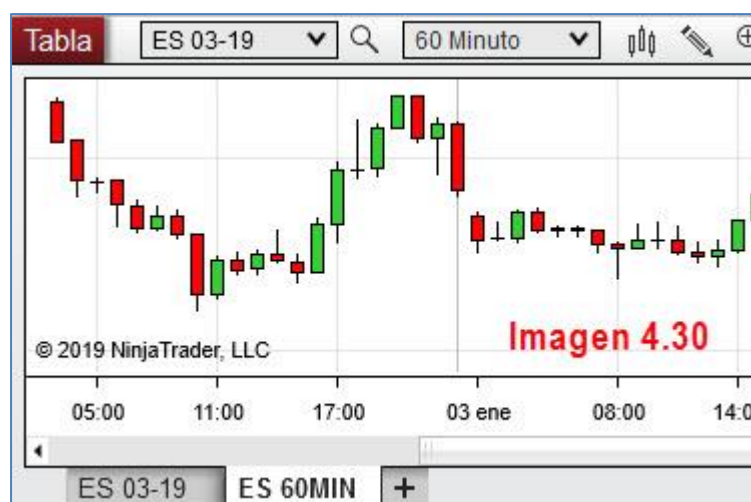 Tabla ES 03-19 60 Minuto
© 2019 NinjaTrader, LLC
Imagen 4.30
05:00 11:00 17:00 03 ene 08:00 14:0
ES 03-19 ES 60MIN +